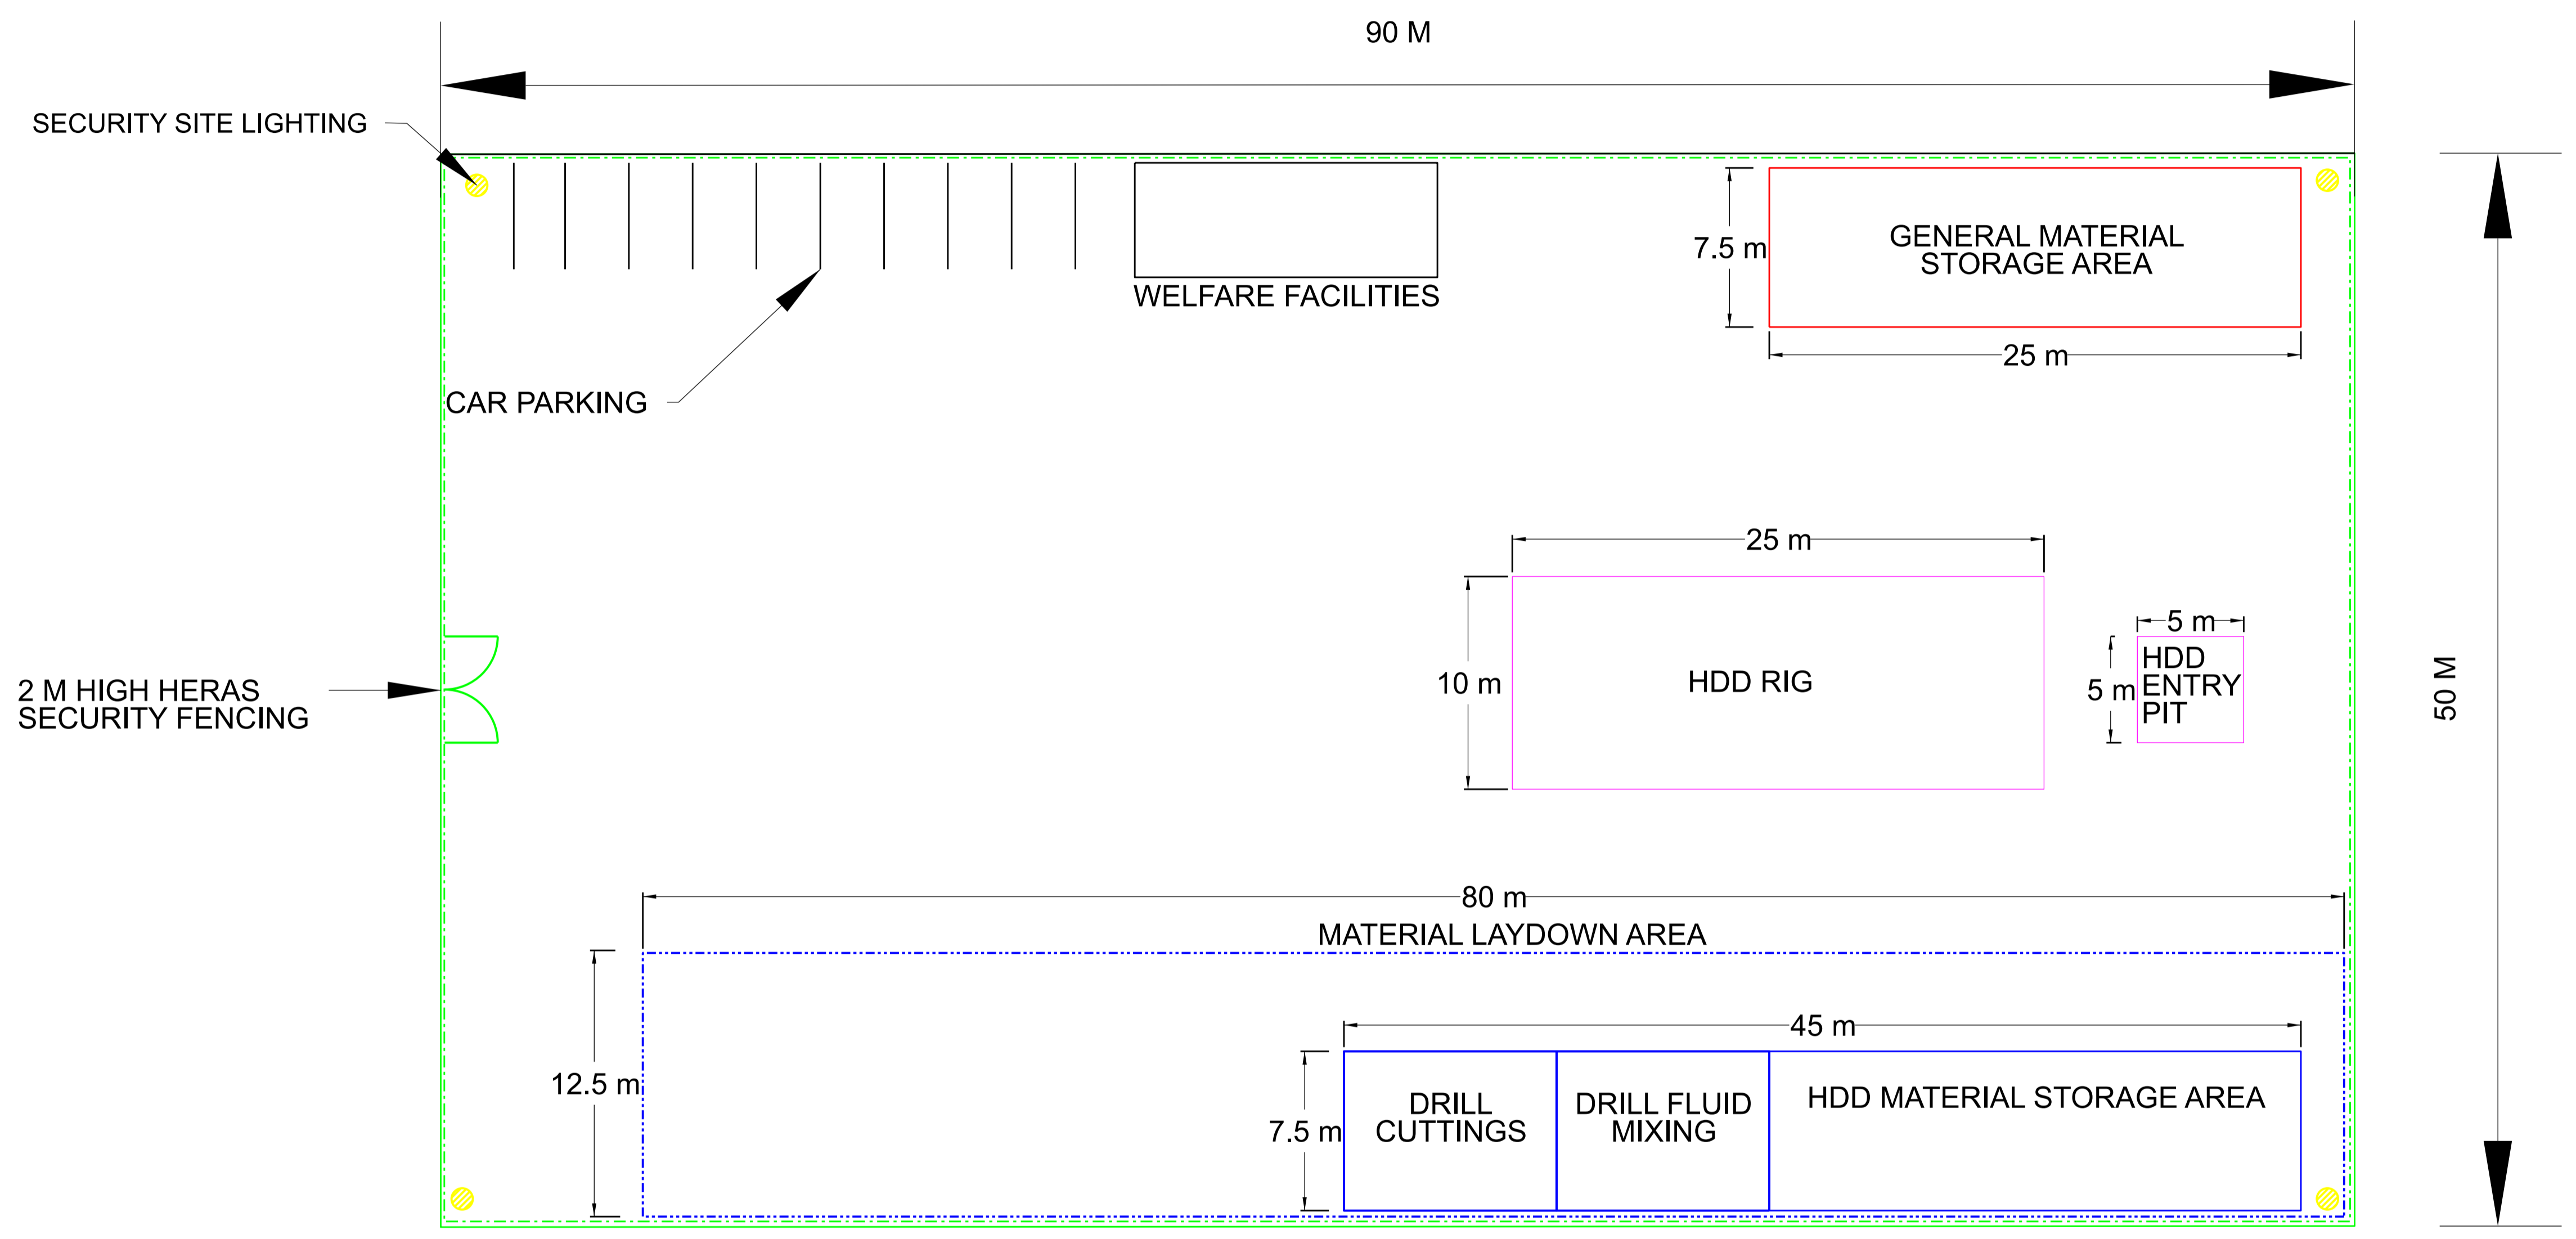 90 M
SECURITY SITE LIGHTING
7.5 m
GENERAL MATERIAL
STORAGE AREA
WELFARE FACILITIES
25 m
CAR PARKING
25 m
10 m
HDD RIG
5 m
5 m
HDD
ENTRY
PIT
50 M
2 M HIGH HERAS
SECURITY FENCING
80 m
MATERIAL LAYDOWN AREA
45 m
12.5 m
7.5 m
DRILL
CUTTINGS
DRILL FLUID
MIXING
HDD MATERIAL STORAGE AREA